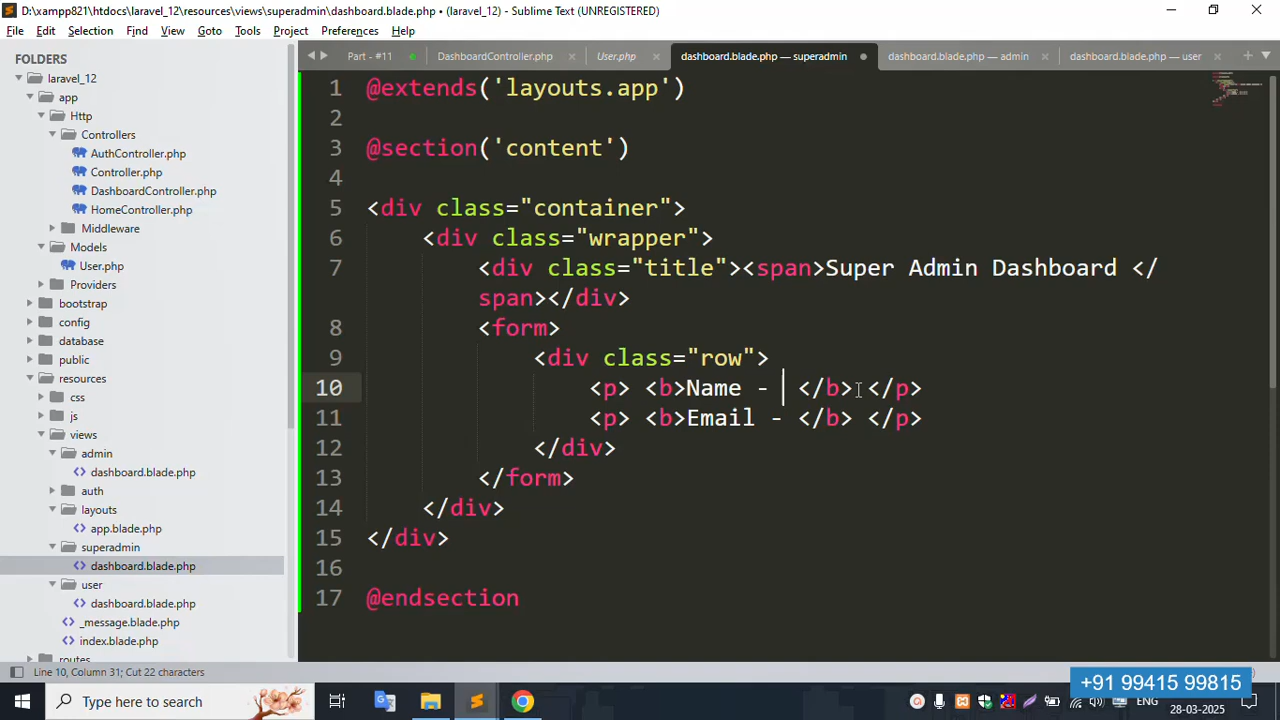 D:\xampp821\htdocs\laravel_12\resources\views\superadmin\dashboard.blade.php • (laravel_12) - Sublime Text (UNREGISTERED)
File Edit Selection Find View Goto Tools Project Preferences Help
FOLDERS
laravel_12
app
Http
Controllers
AuthController.php
Controller.php
DashboardController.php
HomeController.php
Middleware
Models
User.php
Providers
bootstrap
config
database
public
resources
css
js
views
admin
dashboard.blade.php
auth
layouts
app.blade.php
superadmin
dashboard.blade.php
user
dashboard.blade.php
_message.blade.php
index.blade.php
routes
Part - #11 DashboardController.php User.php dashboard.blade.php — superadmin dashboard.blade.php — admin dashboard.blade.php — user
1 @extends('layouts.app')
2
3 @section('content')
4
5 <div class="container">
6 <div class="wrapper">
7 <div class="title"><span>Super Admin Dashboard </
span></div>
8 <form>
9 <div class="row">
10 <p> <b>Name - </b> </p>
11 <p> <b>Email - </b> </p>
12 </div>
13 </form>
14 </div>
15 </div>
16
17 @endsection
Line 10, Column 31; Cut 22 characters
+91 99415 99815
Type here to search
ENG
28-03-2025